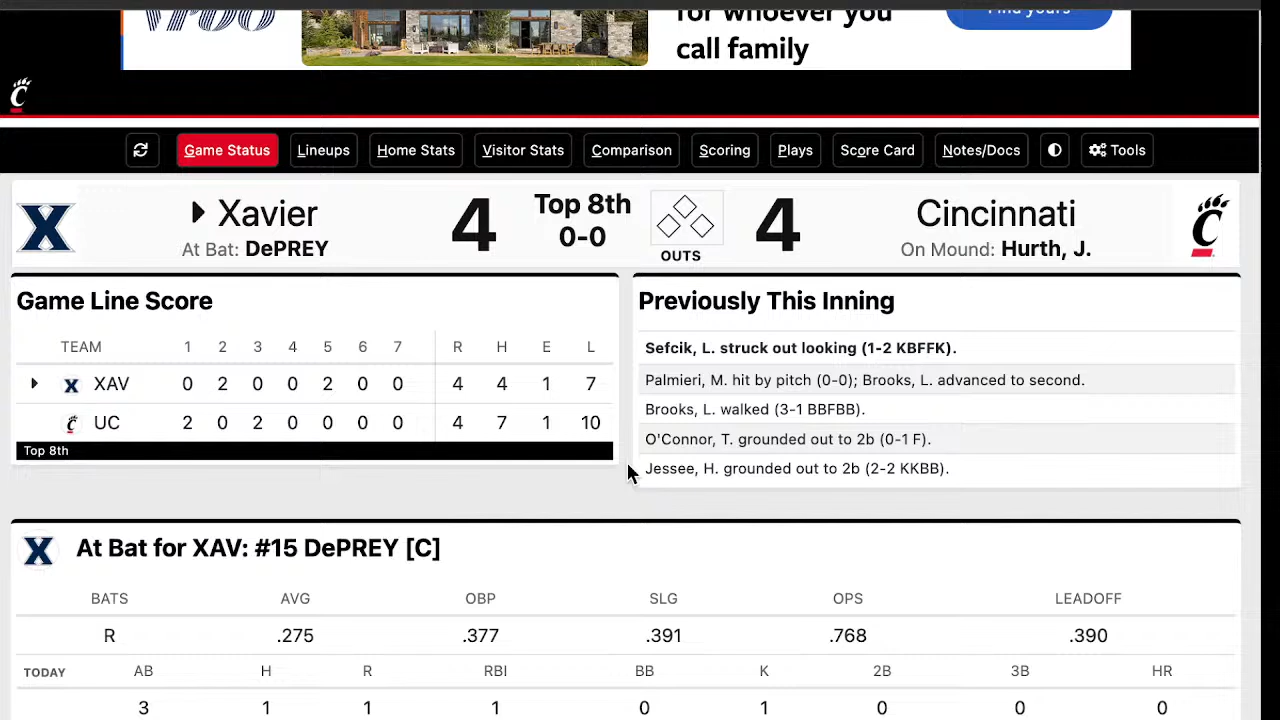 for whoever you
call family
Find yours
Game Status
Lineups
Home Stats
Visitor Stats
Comparison
Scoring
Plays
Score Card
Notes/Docs
Tools
Xavier
At Bat: DePREY
4
Top 8th
0-0
OUTS
4
Cincinnati
On Mound: Hurth, J.
Game Line Score
TEAM 1 2 3 4 5 6 7 R H E L
XAV 0 2 0 0 2 0 0 4 4 1 7
UC 2 0 2 0 0 0 0 4 7 1 10
Top 8th
Previously This Inning
Sefcik, L. struck out looking (1-2 KBFFK).
Palmieri, M. hit by pitch (0-0); Brooks, L. advanced to second.
Brooks, L. walked (3-1 BBFBB).
O'Connor, T. grounded out to 2b (0-1 F).
Jessee, H. grounded out to 2b (2-2 KKBB).
At Bat for XAV: #15 DePREY [C]
BATS AVG OBP SLG OPS LEADOFF
R .275 .377 .391 .768 .390
TODAY AB H R RBI BB K 2B 3B HR
3 1 1 1 0 1 0 0 0